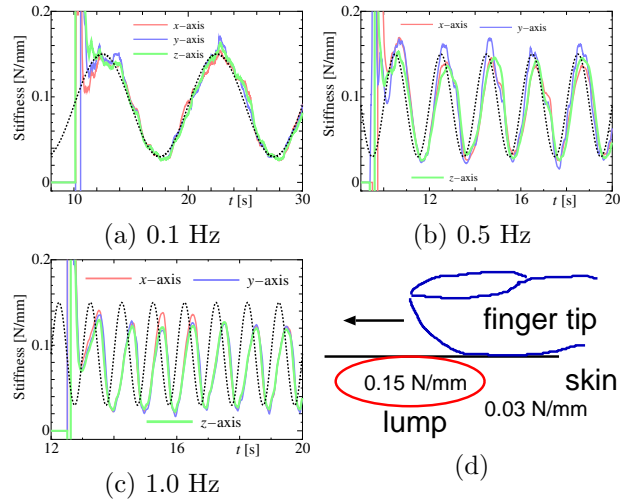 0.2
0.1
0
Stiffness [N/mm]
x−axis
y−axis
z−axis
10
20
30
t [s]
(a) 0.1 Hz
0.2
0.1
0
Stiffness [N/mm]
x−axis
y−axis
z−axis
12
16
20
t [s]
(b) 0.5 Hz
0.2
0.1
0
Stiffness [N/mm]
x−axis
y−axis
z−axis
12
14
16
18
20
t [s]
(c) 1.0 Hz
finger tip
0.15 N/mm
skin
0.03 N/mm
lump
(d)